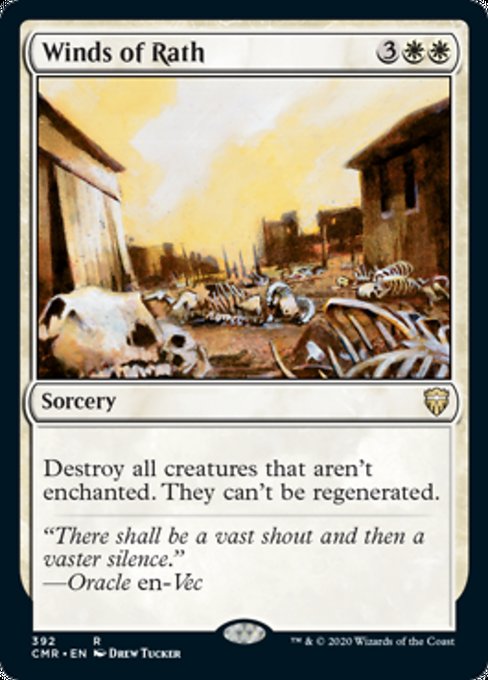 Winds of Rath 3
Sorcery
Destroy all creatures that aren't
enchanted. They can't be regenerated.
"There shall be a vast shout and then a
vaster silence."
—Oracle en-Vec
392 R
CMR • EN Drew Tucker
™ & © 2020 Wizards of the Coast